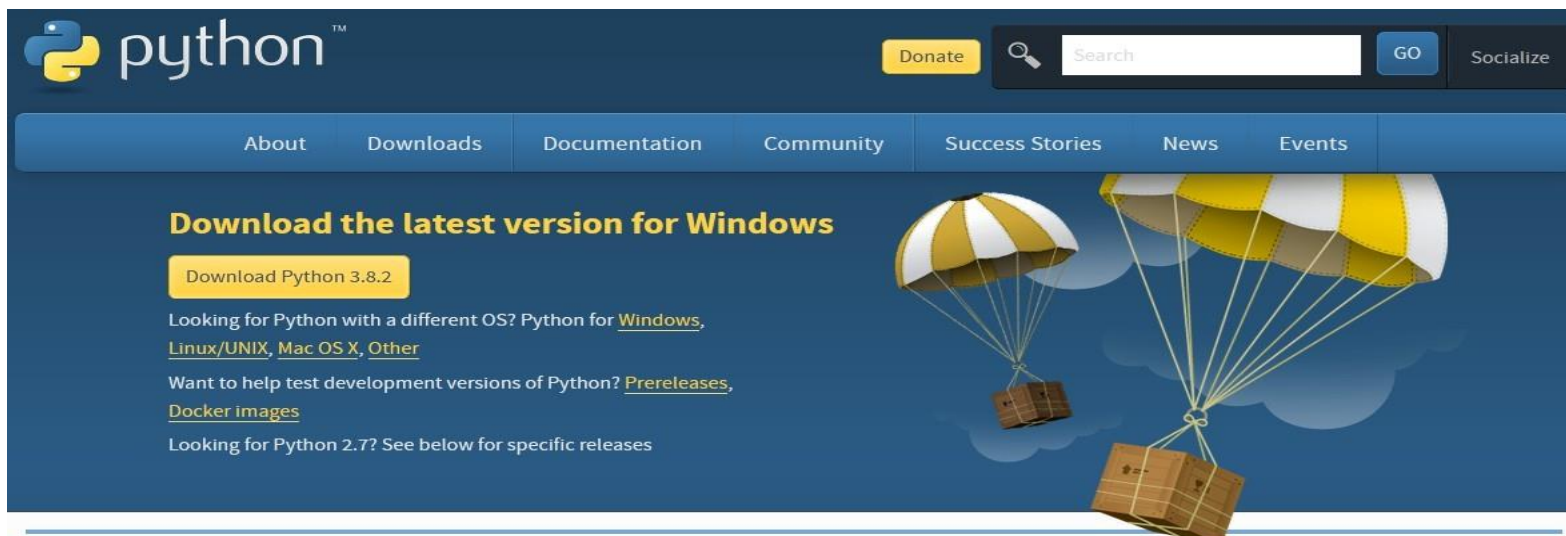 python™
Donate
Search
GO
Socialize
About
Downloads
Documentation
Community
Success Stories
News
Events
Download the latest version for Windows
Download Python 3.8.2
Looking for Python with a different OS? Python for Windows,
Linux/UNIX, Mac OS X, Other
Want to help test development versions of Python? Prereleases,
Docker images
Looking for Python 2.7? See below for specific releases